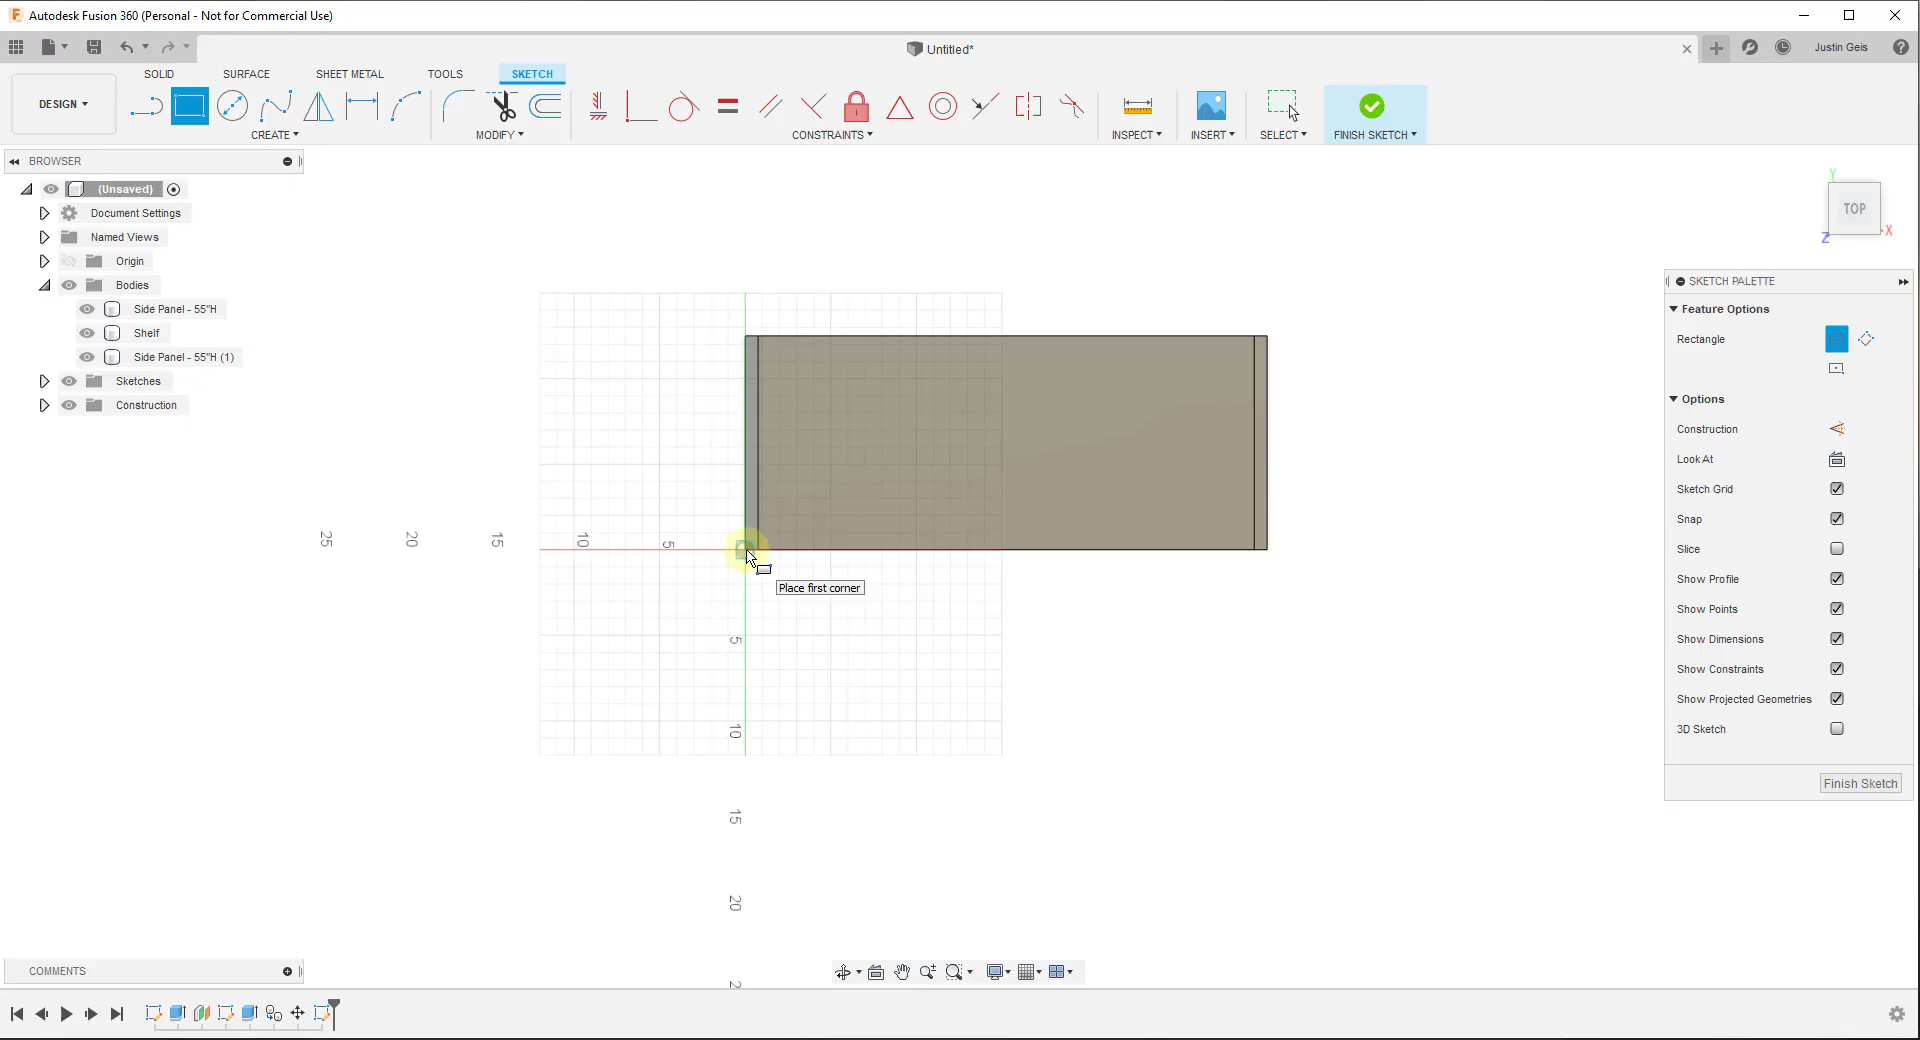 Autodesk Fusion 360 (Personal - Not for Commercial Use)
Untitled*
Justin Geis
SOLID SURFACE SHEET METAL TOOLS SKETCH
DESIGN
CREATE MODIFY CONSTRAINTS INSPECT INSERT SELECT FINISH SKETCH
BROWSER
(Unsaved)
Document Settings
Named Views
Origin
Bodies
Side Panel - 55"H
Shelf
Side Panel - 55"H (1)
Sketches
Construction
Y
TOP
X
Z
25 20 15 10 5
Place first corner
5
10
15
20
2
SKETCH PALETTE
Feature Options
Rectangle
Options
Construction
Look At
Sketch Grid
Snap
Slice
Show Profile
Show Points
Show Dimensions
Show Constraints
Show Projected Geometries
3D Sketch
Finish Sketch
COMMENTS